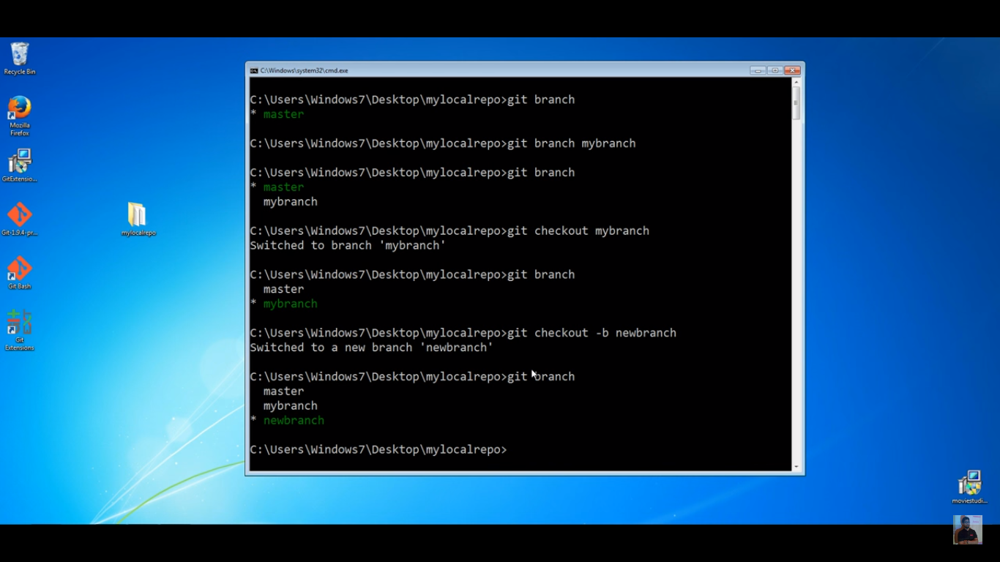 Recycle Bin
Mozilla
Firefox
GitExtensio...
Git-1.9.4-pr...
Git Bash
Git
Extensions
mylocalrepo
C:\Windows\system32\cmd.exe
C:\Users\Windows7\Desktop\mylocalrepo>git branch
* master
C:\Users\Windows7\Desktop\mylocalrepo>git branch mybranch
C:\Users\Windows7\Desktop\mylocalrepo>git branch
* master
mybranch
C:\Users\Windows7\Desktop\mylocalrepo>git checkout mybranch
Switched to branch 'mybranch'
C:\Users\Windows7\Desktop\mylocalrepo>git branch
master
* mybranch
C:\Users\Windows7\Desktop\mylocalrepo>git checkout -b newbranch
Switched to a new branch 'newbranch'
C:\Users\Windows7\Desktop\mylocalrepo>git branch
master
mybranch
* newbranch
C:\Users\Windows7\Desktop\mylocalrepo>
moviestudi...